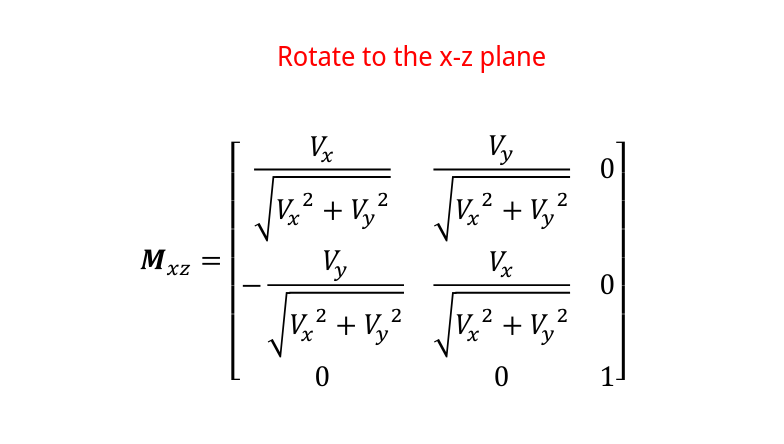 Rotate to the x-z plane
$$\boldsymbol{M}_{xz} = \begin{bmatrix} \frac{V_x}{\sqrt{V_x^2 + V_y^2}} & \frac{V_y}{\sqrt{V_x^2 + V_y^2}} & 0 \\ -\frac{V_y}{\sqrt{V_x^2 + V_y^2}} & \frac{V_x}{\sqrt{V_x^2 + V_y^2}} & 0 \\ 0 & 0 & 1 \end{bmatrix}$$